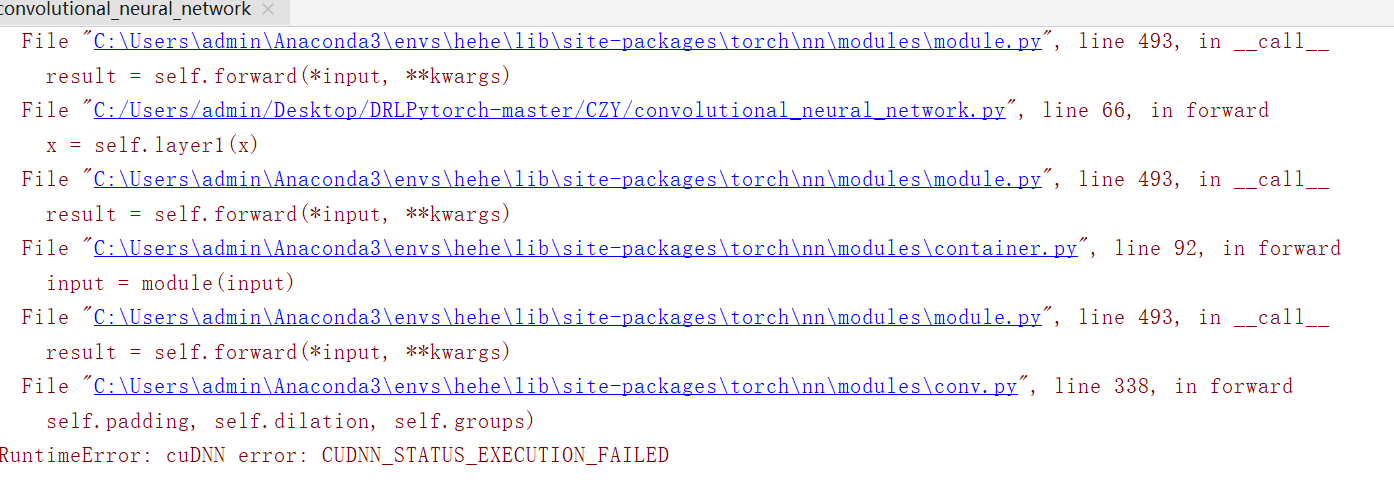 convolutional_neural_network ×
File "C:\Users\admin\Anaconda3\envs\hehe\lib\site-packages\torch\nn\modules\module.py", line 493, in __call__
result = self.forward(*input, **kwargs)
File "C:/Users/admin/Desktop/DRLPytorch-master/CZY/convolutional_neural_network.py", line 66, in forward
x = self.layer1(x)
File "C:\Users\admin\Anaconda3\envs\hehe\lib\site-packages\torch\nn\modules\module.py", line 493, in __call__
result = self.forward(*input, **kwargs)
File "C:\Users\admin\Anaconda3\envs\hehe\lib\site-packages\torch\nn\modules\container.py", line 92, in forward
input = module(input)
File "C:\Users\admin\Anaconda3\envs\hehe\lib\site-packages\torch\nn\modules\module.py", line 493, in __call__
result = self.forward(*input, **kwargs)
File "C:\Users\admin\Anaconda3\envs\hehe\lib\site-packages\torch\nn\modules\conv.py", line 338, in forward
self.padding, self.dilation, self.groups)
RuntimeError: cuDNN error: CUDNN_STATUS_EXECUTION_FAILED